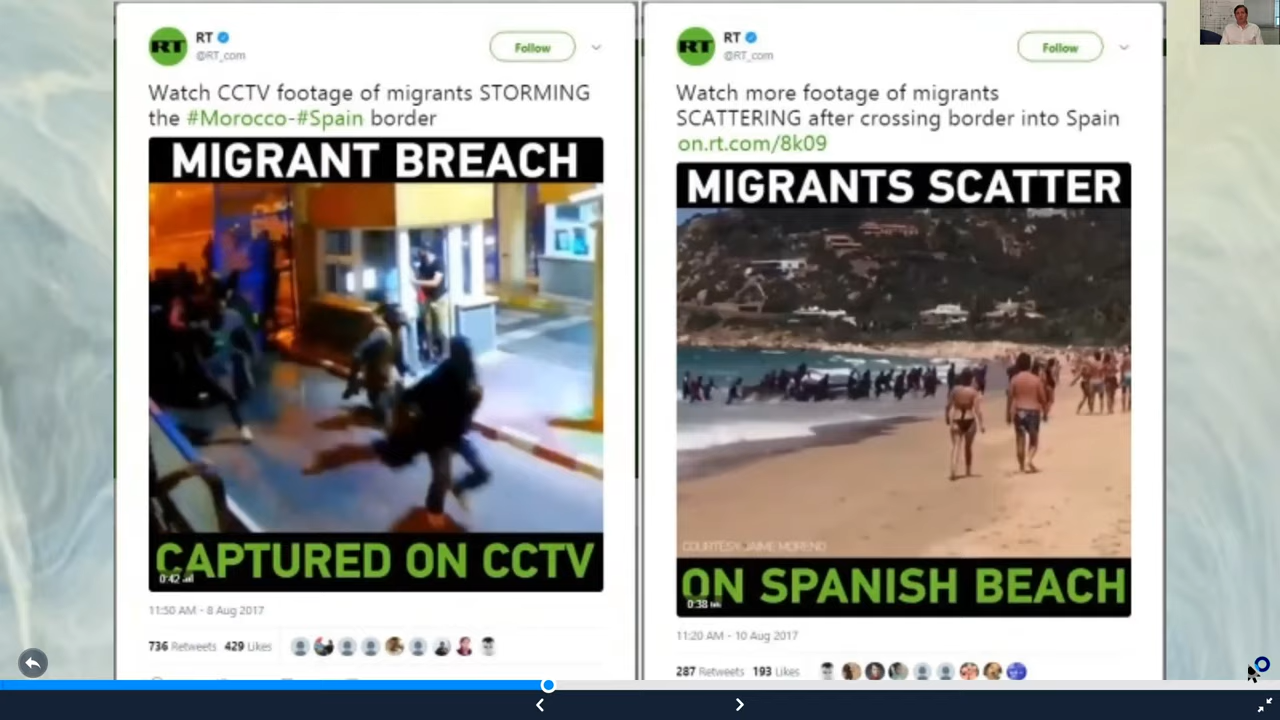 RT
@RT_com
Follow
Watch CCTV footage of migrants STORMING
the #Morocco-#Spain border
MIGRANT BREACH
CAPTURED ON CCTV
0:42
11:50 AM - 8 Aug 2017
736 Retweets 429 Likes
RT
@RT_com
Follow
Watch more footage of migrants
SCATTERING after crossing border into Spain
on.rt.com/8k09
MIGRANTS SCATTER
COURTESY: JAIME MORENO
ON SPANISH BEACH
0:38
11:20 AM - 10 Aug 2017
287 Retweets 193 Likes